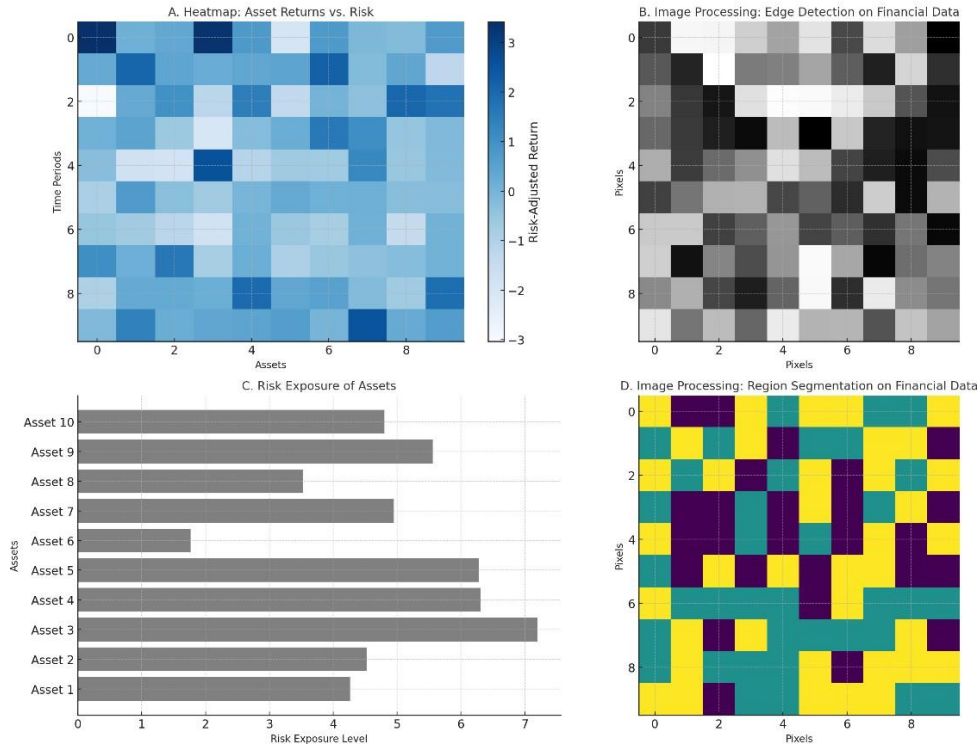 A. Heatmap: Asset Returns vs. Risk
0
2
4
6
8
Time Periods
0 2 4 6 8
Assets
3
2
1
0
−1
−2
−3
Risk-Adjusted Return
B. Image Processing: Edge Detection on Financial Data
0
2
4
6
8
Pixels
0 2 4 6 8
Pixels
C. Risk Exposure of Assets
Asset 10
Asset 9
Asset 8
Asset 7
Asset 6
Asset 5
Asset 4
Asset 3
Asset 2
Asset 1
Assets
0 1 2 3 4 5 6 7
Risk Exposure Level
D. Image Processing: Region Segmentation on Financial Data
0
2
4
6
8
Pixels
0 2 4 6 8
Pixels